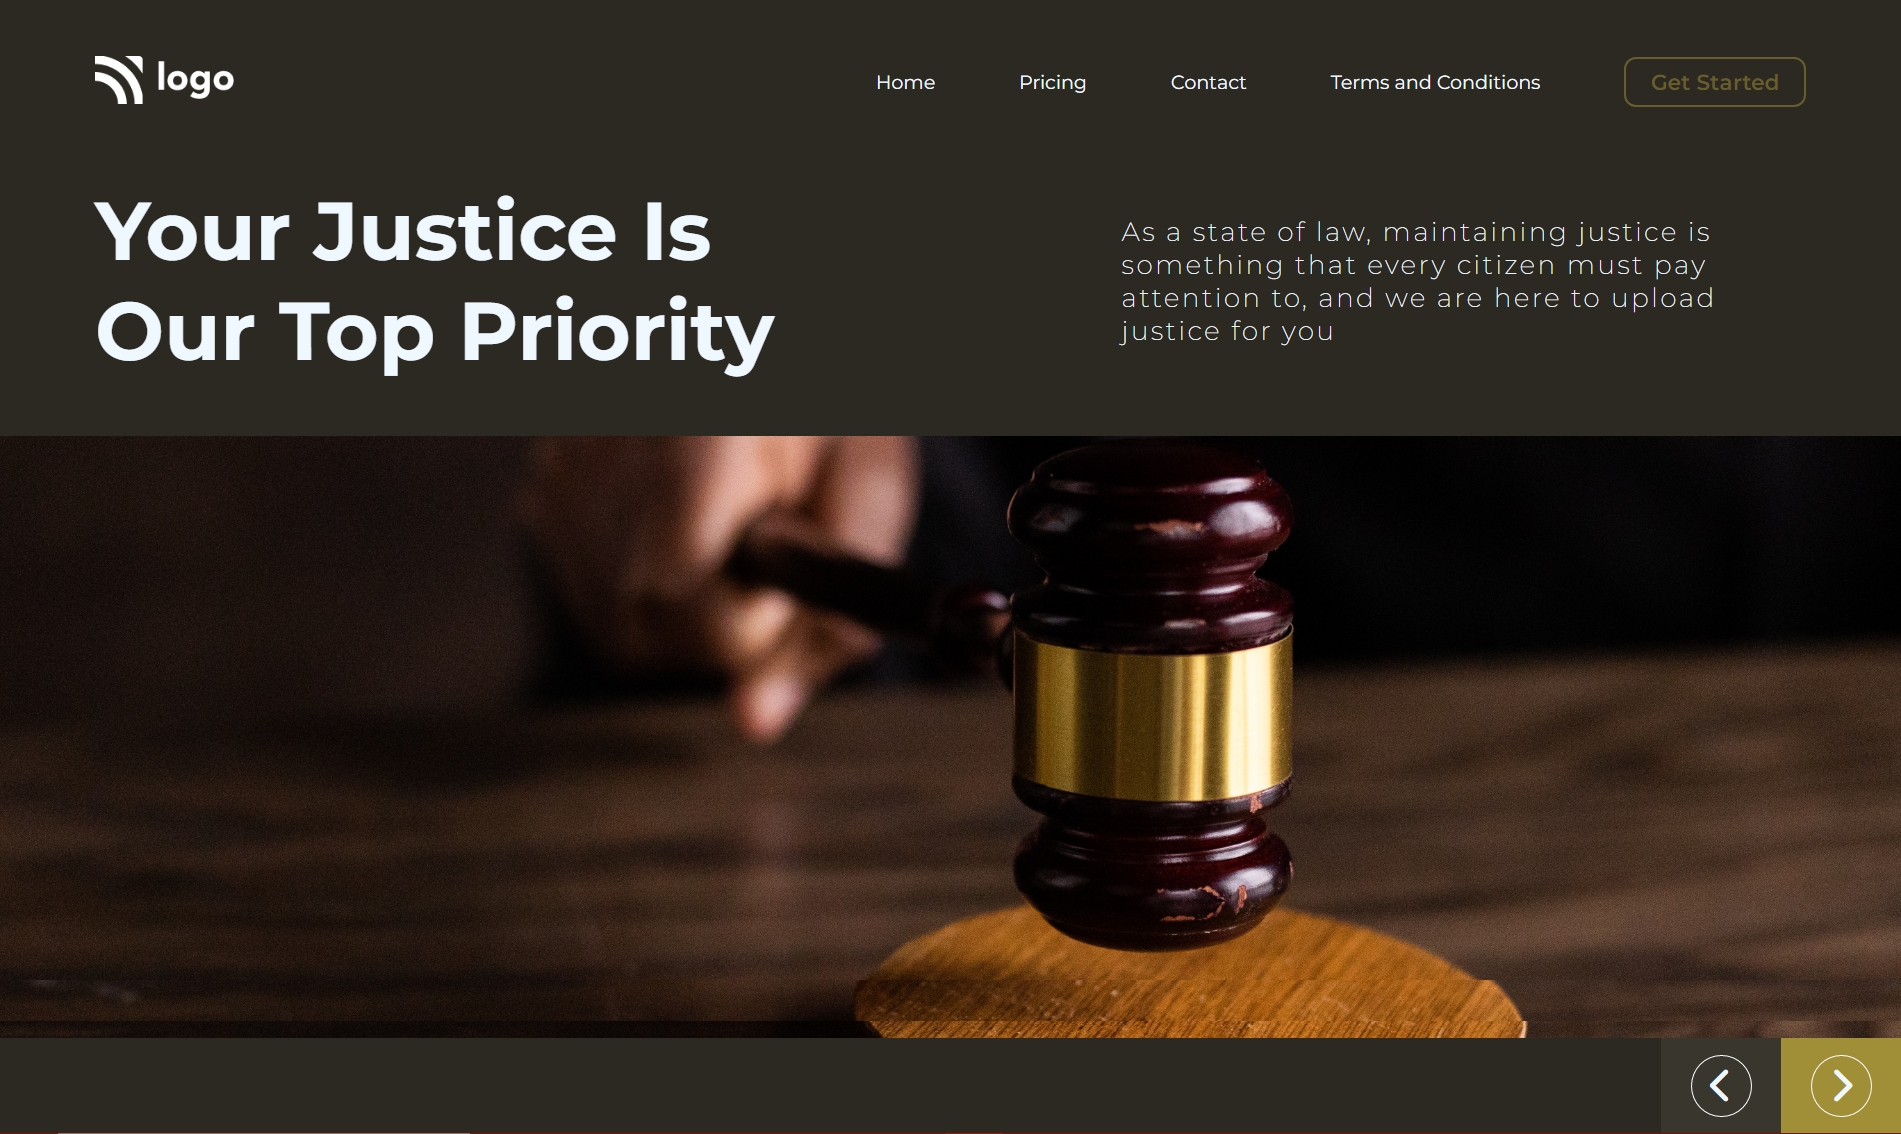 logo
Home
Pricing
Contact
Terms and Conditions
Get Started
Your Justice Is
Our Top Priority
As a state of law, maintaining justice is
something that every citizen must pay
attention to, and we are here to upload
justice for you